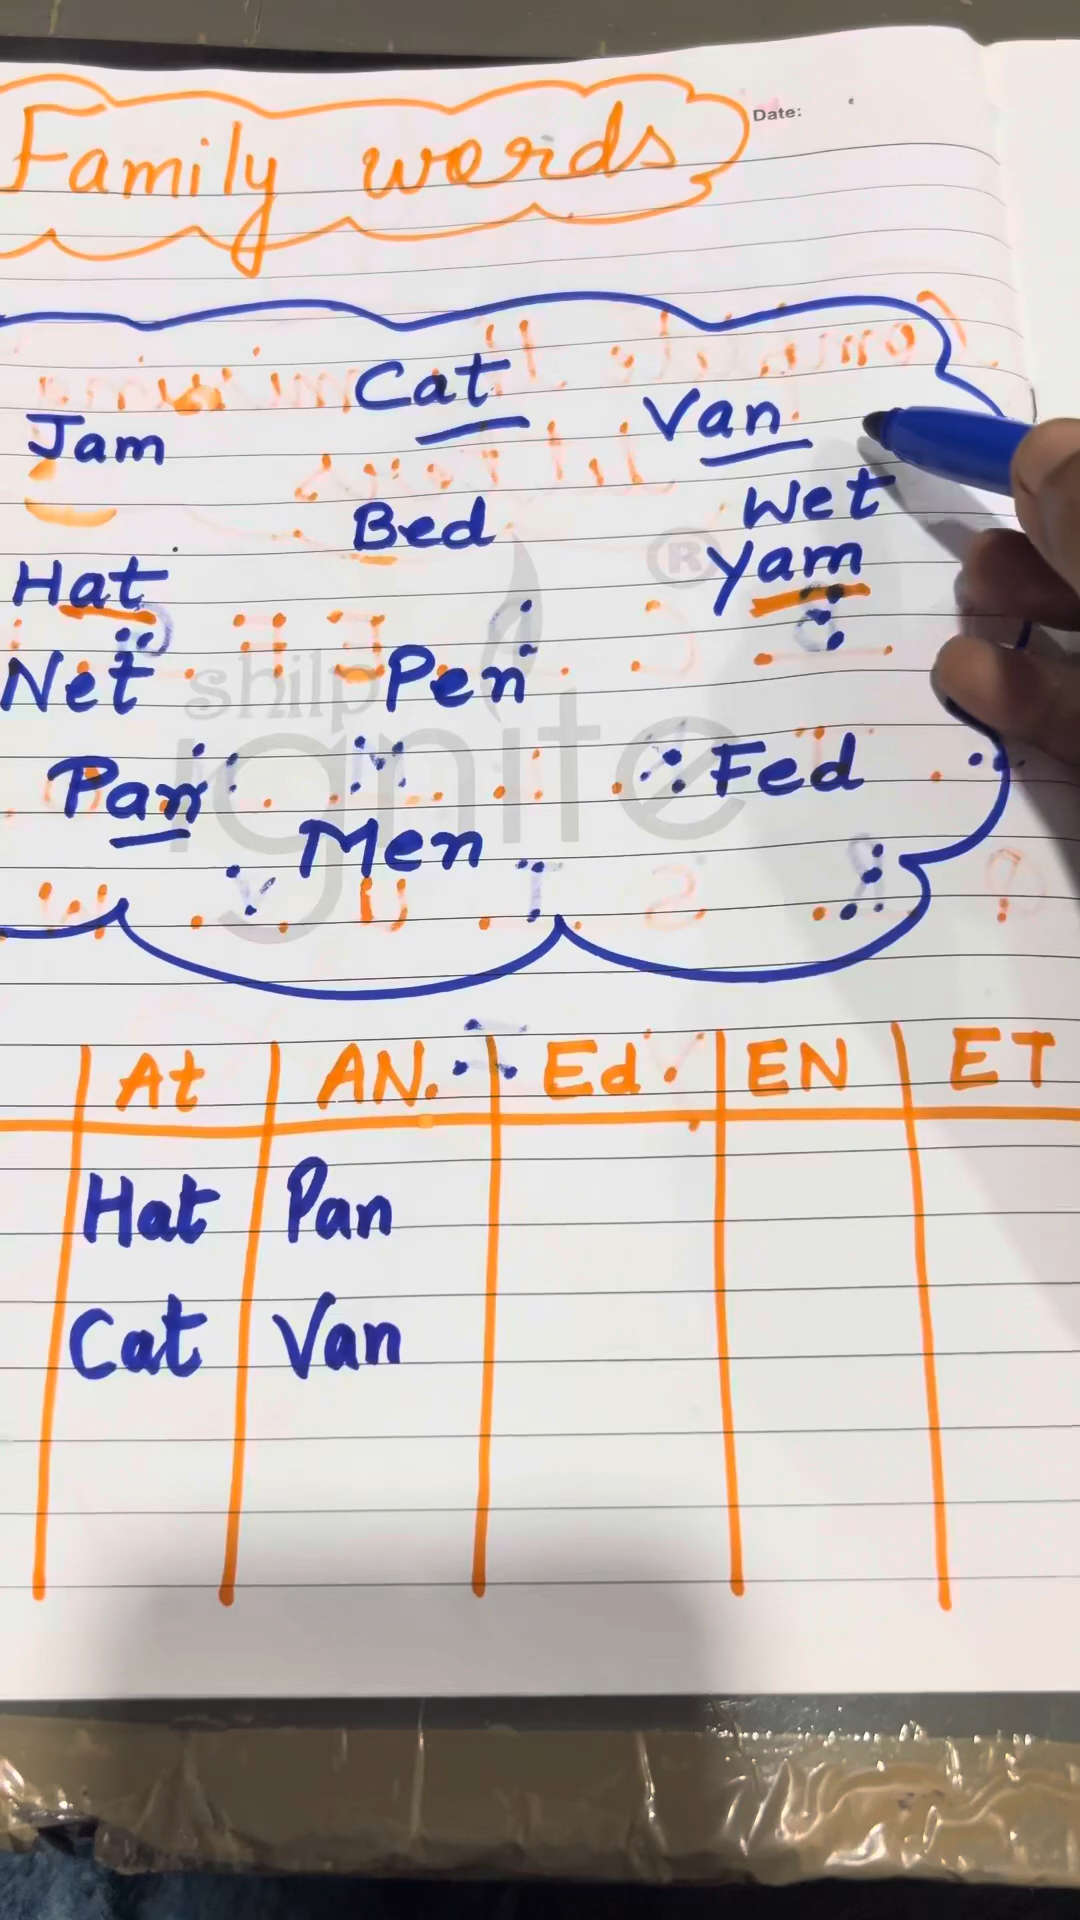 Family words
Date:
Cat
Van
Jam
Bed
Wet
Hat
Yam
Net
Pen
Pan
Fed
Men
shilp
ignite
®
At AN. Ed. EN ET
Hat Pan
Cat Van